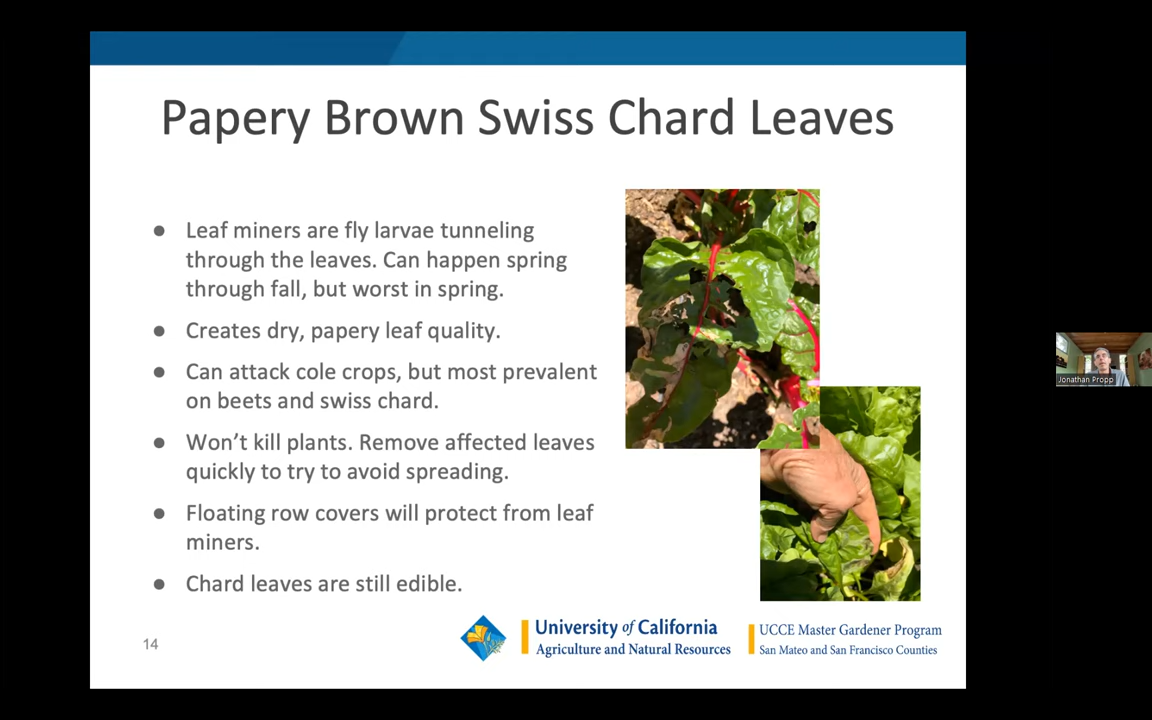 Papery Brown Swiss Chard Leaves
● Leaf miners are fly larvae tunneling
through the leaves. Can happen spring
through fall, but worst in spring.
● Creates dry, papery leaf quality.
● Can attack cole crops, but most prevalent
on beets and swiss chard.
● Won’t kill plants. Remove affected leaves
quickly to try to avoid spreading.
● Floating row covers will protect from leaf
miners.
● Chard leaves are still edible.
14
University of California
Agriculture and Natural Resources
UCCE Master Gardener Program
San Mateo and San Francisco Counties
Jonathan Propp